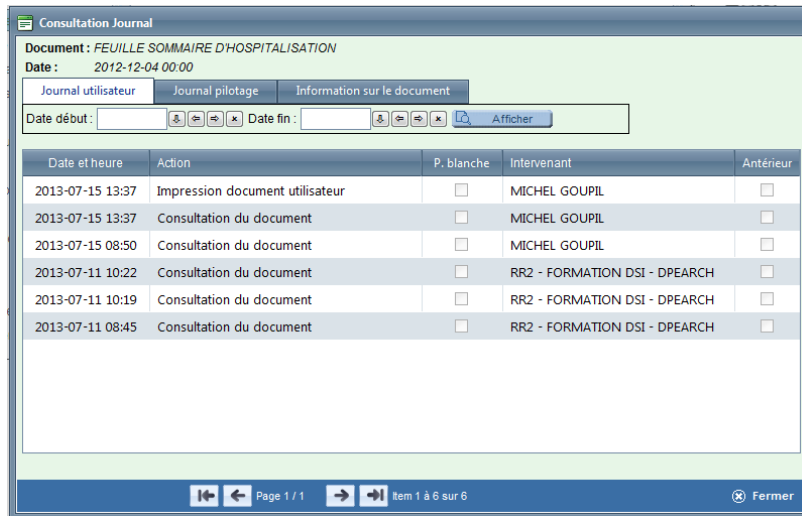 Consultation Journal
Document : FEUILLE SOMMAIRE D'HOSPITALISATION
Date : 2012-12-04 00:00
Journal utilisateur Journal pilotage Information sur le document
Date début : Date fin : Afficher
Date et heure Action P. blanche Intervenant Antérieur
2013-07-15 13:37 Impression document utilisateur MICHEL GOUPIL
2013-07-15 13:37 Consultation du document MICHEL GOUPIL
2013-07-15 08:50 Consultation du document MICHEL GOUPIL
2013-07-11 10:22 Consultation du document RR2 - FORMATION DSI - DPEARCH
2013-07-11 10:19 Consultation du document RR2 - FORMATION DSI - DPEARCH
2013-07-11 08:45 Consultation du document RR2 - FORMATION DSI - DPEARCH
Page 1 / 1 Item 1 à 6 sur 6 Fermer